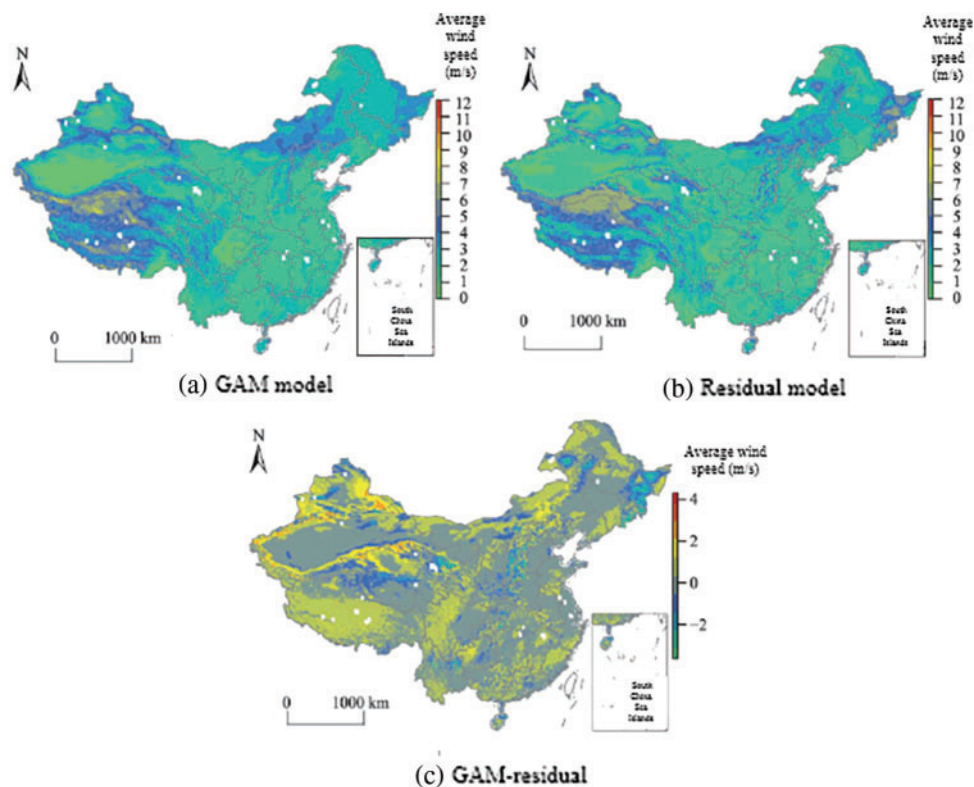 Average
wind
speed
(m/s)
N
12
11
10
9
8
7
6
5
4
3
2
1
0
South
China
Sea
Islands
0 1000 km
(a) GAM model
Average
wind
speed
(m/s)
N
12
11
10
9
8
7
6
5
4
3
2
1
0
South
China
Sea
Islands
0 1000 km
(b) Residual model
N
Average wind
speed (m/s)
4
2
0
−2
South
China
Sea
Islands
0 1000 km
(c) GAM-residual